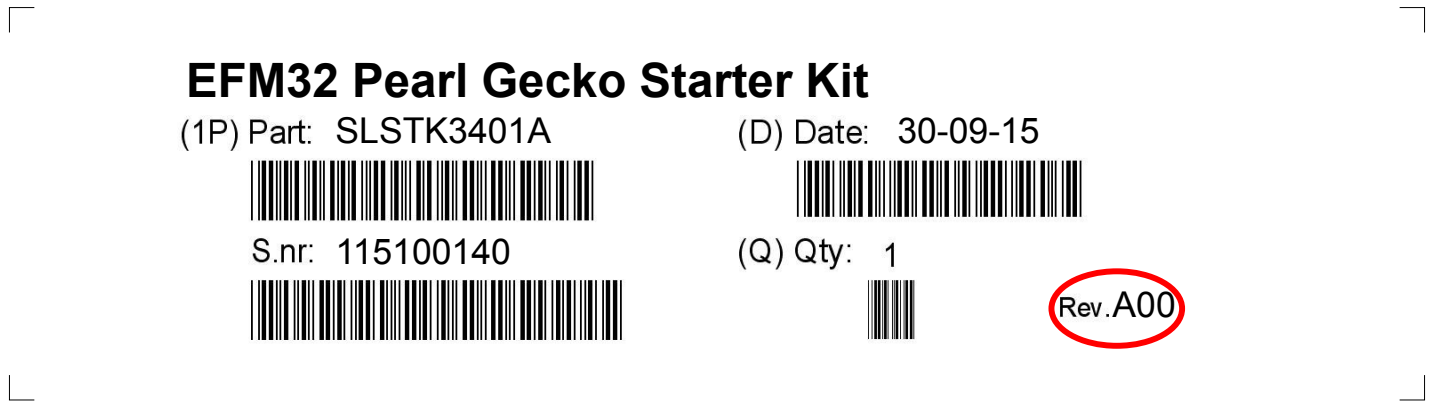 EFM32 Pearl Gecko Starter Kit
(1P) Part: SLSTK3401A
(D) Date: 30-09-15
S.nr: 115100140
(Q) Qty: 1
Rev.A00